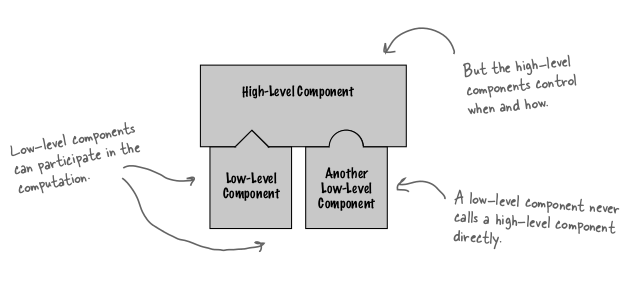 But the high-level
components control
when and how.
High-Level Component
Low-level components
can participate in the
computation.
Low-Level
Component
Another
Low-Level
Component
A low-level component never
calls a high-level component
directly.